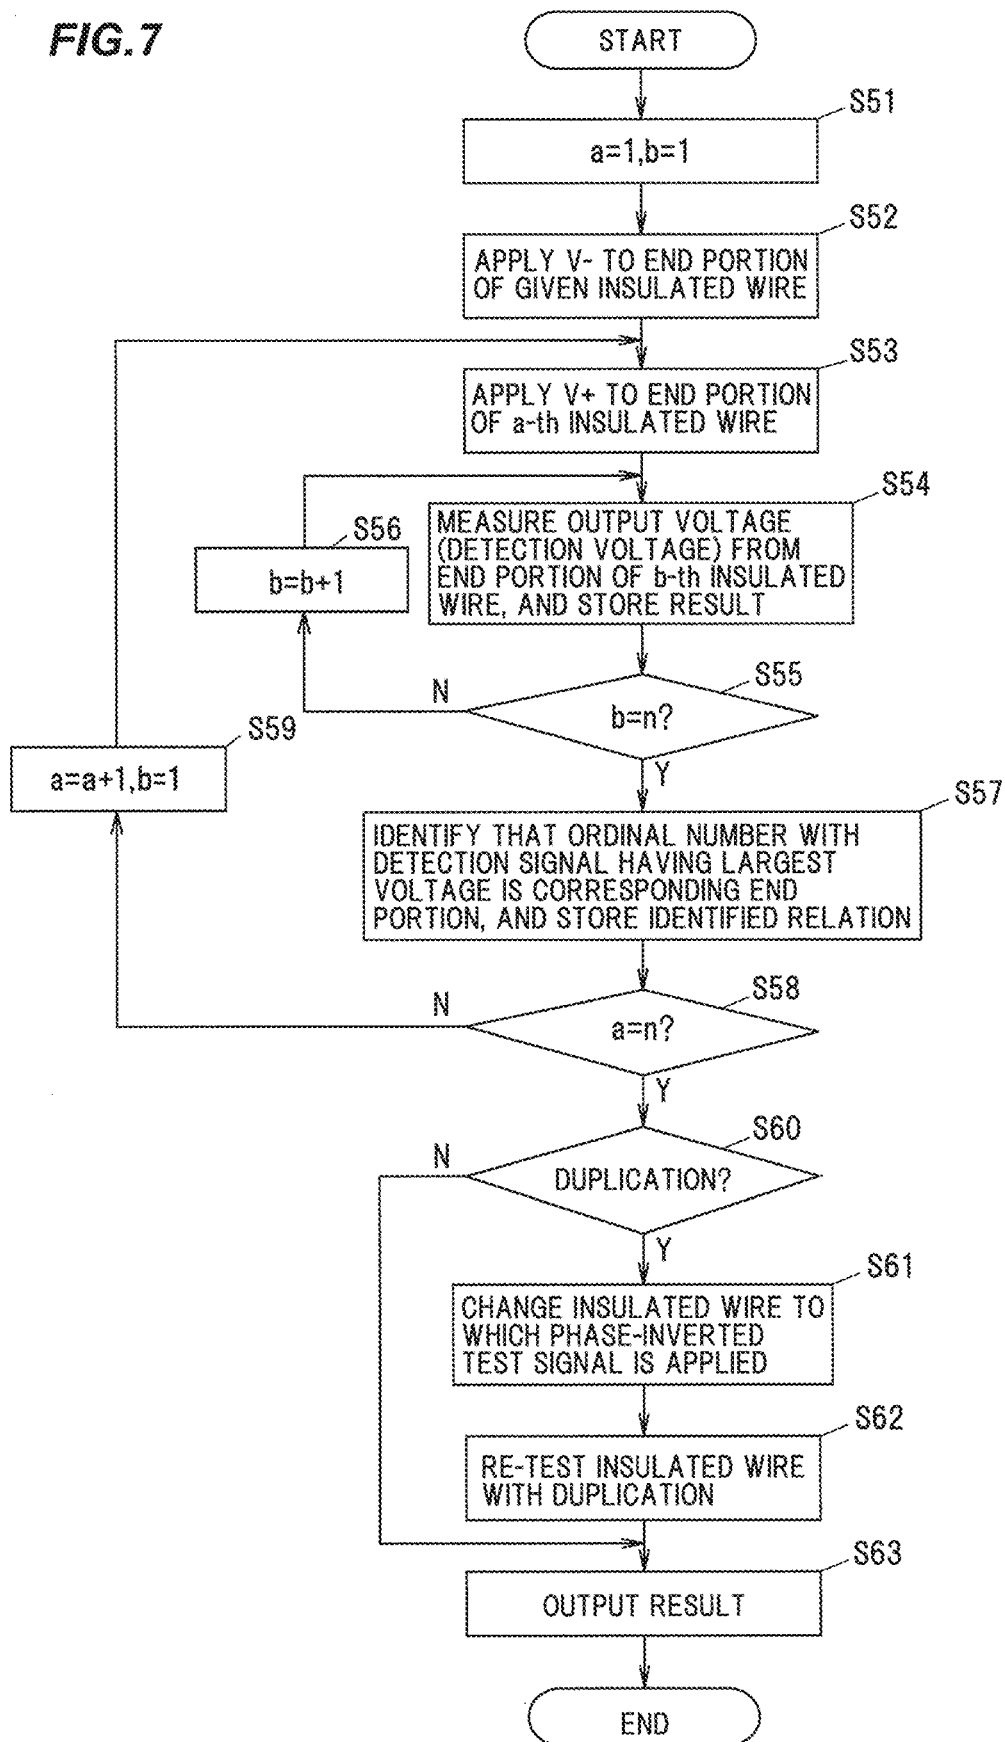 FIG. 7
START
S51
a=1,b=1
S52
APPLY V- TO END PORTION
OF GIVEN INSULATED WIRE
S53
APPLY V+ TO END PORTION
OF a-th INSULATED WIRE
S54
MEASURE OUTPUT VOLTAGE
(DETECTION VOLTAGE) FROM
END PORTION OF b-th INSULATED
WIRE, AND STORE RESULT
S56
b=b+1
S55
N
b=n?
Y
S59
a=a+1,b=1
S57
IDENTIFY THAT ORDINAL NUMBER WITH
DETECTION SIGNAL HAVING LARGEST
VOLTAGE IS CORRESPONDING END
PORTION, AND STORE IDENTIFIED RELATION
S58
N
a=n?
Y
S60
N
DUPLICATION?
Y
S61
CHANGE INSULATED WIRE TO
WHICH PHASE-INVERTED
TEST SIGNAL IS APPLIED
S62
RE-TEST INSULATED WIRE
WITH DUPLICATION
S63
OUTPUT RESULT
END